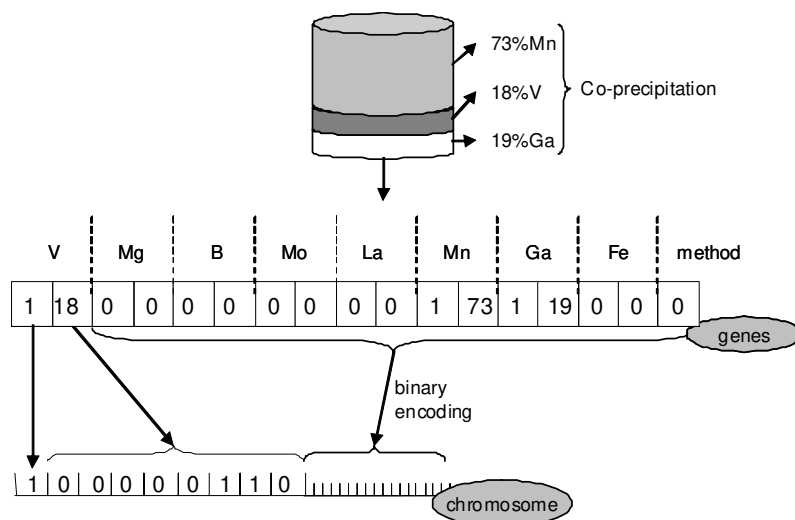 73%Mn
18%V
Co-precipitation
19%Ga
V Mg B Mo La Mn Ga Fe method
1 18 0 0 0 0 0 0 0 0 1 73 1 19 0 0 0
genes
binary
encoding
1 0 0 0 0 0 1 1 0
chromosome